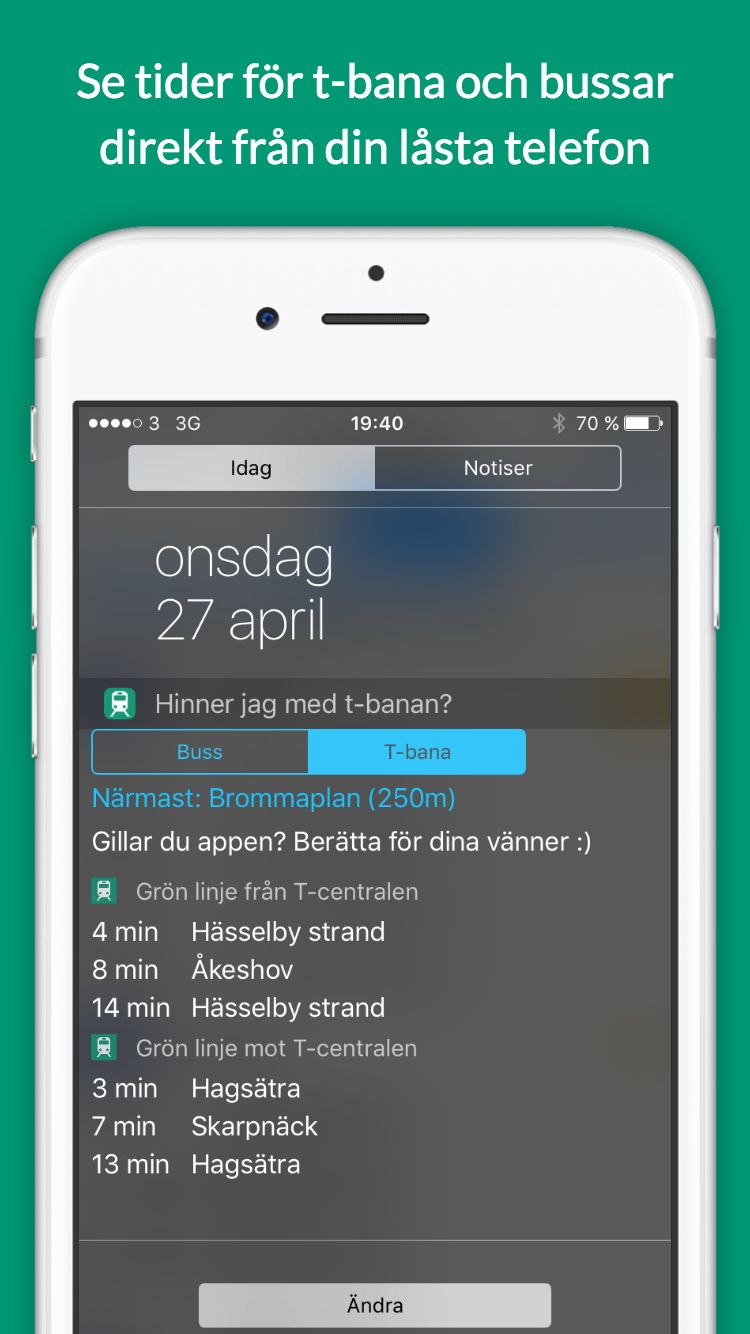 Se tider för t-bana och bussar
direkt från din låsta telefon
3 3G 19:40 70 %
Idag Notiser
onsdag
27 april
Hinner jag med t-banan?
Buss T-bana
Närmast: Brommaplan (250m)
Gillar du appen? Berätta för dina vänner :)
Grön linje från T-centralen
4 min Hässelby strand
8 min Åkeshov
14 min Hässelby strand
Grön linje mot T-centralen
3 min Hagsätra
7 min Skarpnäck
13 min Hagsätra
Ändra